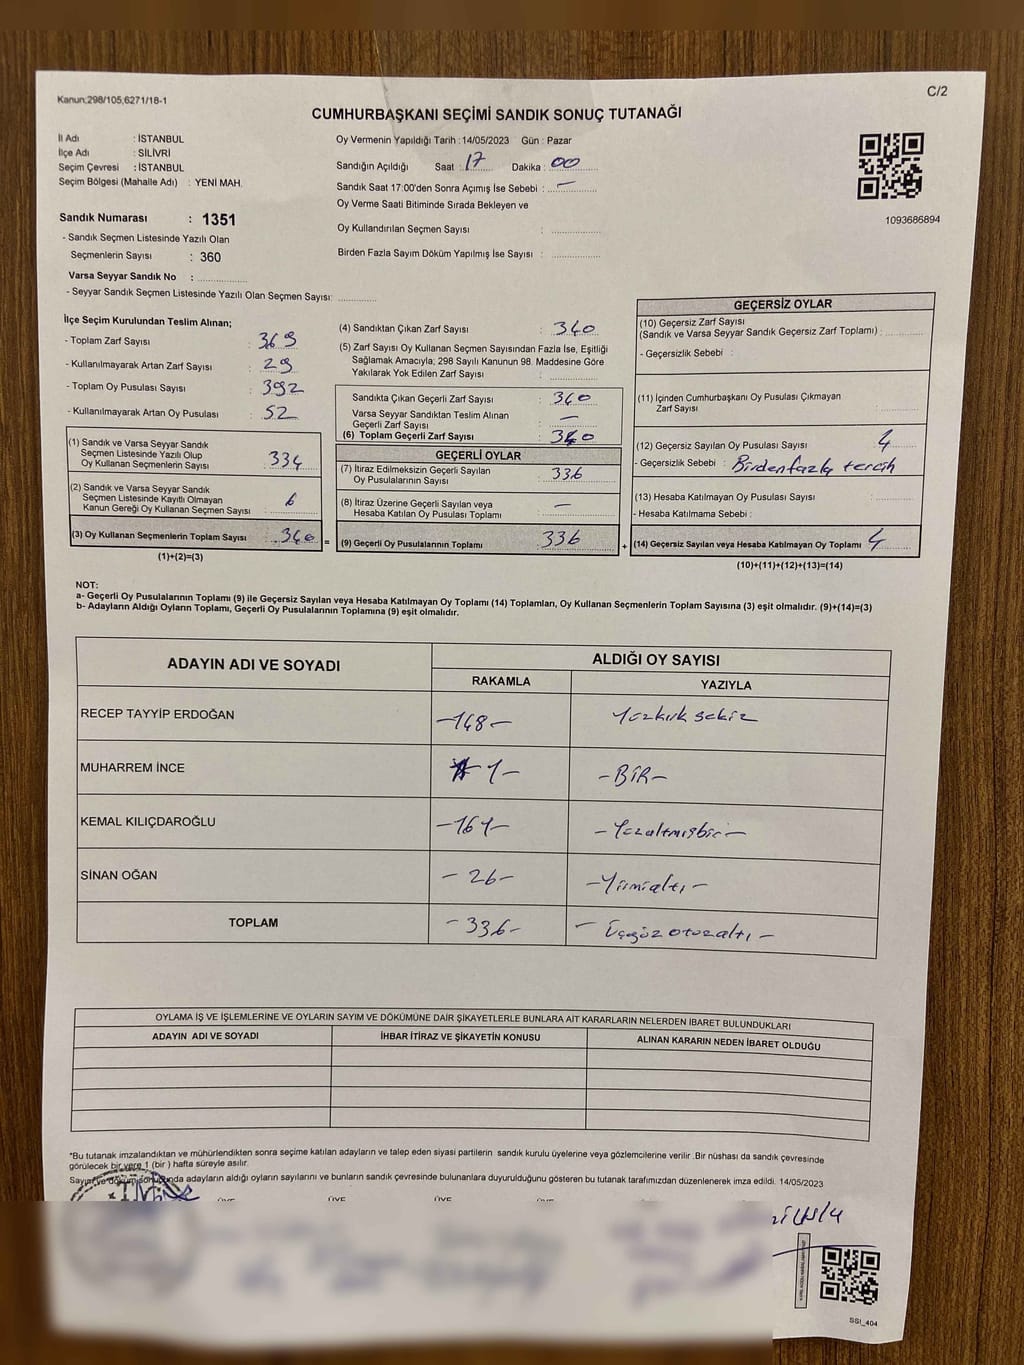 Kanun;298/105,6271/18-1
C/2
CUMHURBAŞKANI SEÇİMİ SANDIK SONUÇ TUTANAĞI
İl Adı : İSTANBUL
İlçe Adı : SİLİVRİ
Seçim Çevresi : İSTANBUL
Seçim Bölgesi (Mahalle Adı) : YENİ MAH.
Oy Vermenin Yapıldığı Tarih : 14/05/2023 Gün : Pazar
Sandığın Açıldığı Saat : 17 Dakika : 00
Sandık Saat 17:00'den Sonra Açımış İse Sebebi : —
Oy Verme Saati Bitiminde Sırada Bekleyen ve
Oy Kullandırılan Seçmen Sayısı :
Birden Fazla Sayım Döküm Yapılmış İse Sayısı :
1093686894
Sandık Numarası : 1351
- Sandık Seçmen Listesinde Yazılı Olan
Seçmenlerin Sayısı : 360
Varsa Seyyar Sandık No :
- Seyyar Sandık Seçmen Listesinde Yazılı Olan Seçmen Sayısı:
İlçe Seçim Kurulundan Teslim Alınan;
- Toplam Zarf Sayısı : 369
- Kullanılmayarak Artan Zarf Sayısı : 29
- Toplam Oy Pusulası Sayısı : 392
- Kullanılmayarak Artan Oy Pusulası : 52
(1) Sandık ve Varsa Seyyar Sandık
Seçmen Listesinde Yazılı Olup
Oy Kullanan Seçmenlerin Sayısı : 334
(2) Sandık ve Varsa Seyyar Sandık
Seçmen Listesinde Kayıtlı Olmayan
Kanun Gereği Oy Kullanan Seçmen Sayısı : 6
(3) Oy Kullanan Seçmenlerin Toplam Sayısı : 340 =
(1)+(2)=(3)
(4) Sandıktan Çıkan Zarf Sayısı : 340
(5) Zarf Sayısı Oy Kullanan Seçmen Sayısından Fazla İse, Eşitliği
Sağlamak Amacıyla; 298 Sayılı Kanunun 98. Maddesine Göre
Yakılarak Yok Edilen Zarf Sayısı :
Sandıkta Çıkan Geçerli Zarf Sayısı : 340
Varsa Seyyar Sandıktan Teslim Alınan
Geçerli Zarf Sayısı : —
(6) Toplam Geçerli Zarf Sayısı : 340
GEÇERLİ OYLAR
(7) İtiraz Edilmeksizin Geçerli Sayılan
Oy Pusulalarının Sayısı : 336
(8) İtiraz Üzerine Geçerli Sayılan veya
Hesaba Katılan Oy Pusulası Toplamı : —
(9) Geçerli Oy Pusulalarının Toplamı : 336 +
GEÇERSİZ OYLAR
(10) Geçersiz Zarf Sayısı
(Sandık ve Varsa Seyyar Sandık Geçersiz Zarf Toplamı) :
- Geçersizlik Sebebi :
(11) İçinden Cumhurbaşkanı Oy Pusulası Çıkmayan
Zarf Sayısı :
(12) Geçersiz Sayılan Oy Pusulası Sayısı : 4
- Geçersizlik Sebebi : Birden fazla tercih
(13) Hesaba Katılmayan Oy Pusulası Sayısı :
- Hesaba Katılmama Sebebi :
(14) Geçersiz Sayılan veya Hesaba Katılmayan Oy Toplamı 4
(10)+(11)+(12)+(13)=(14)
NOT:
a- Geçerli Oy Pusulalarının Toplamı (9) ile Geçersiz Sayılan veya Hesaba Katılmayan Oy Toplamı (14) Toplamları, Oy Kullanan Seçmenlerin Toplam Sayısına (3) eşit olmalıdır. (9)+(14)=(3)
b- Adayların Aldığı Oyların Toplamı, Geçerli Oy Pusulalarının Toplamına (9) eşit olmalıdır.
ADAYIN ADI VE SOYADI
ALDIĞI OY SAYISI
RAKAMLA YAZIYLA
RECEP TAYYİP ERDOĞAN -148- Yüzkırksekiz
MUHARREM İNCE 1- -BİR-
KEMAL KILIÇDAROĞLU -161- -Yüzaltmışbir-
SİNAN OĞAN -26- -Yirmialtı-
TOPLAM -336- - Üçyüz otuzaltı -
OYLAMA İŞ VE İŞLEMLERİNE VE OYLARIN SAYIM VE DÖKÜMÜNE DAİR ŞİKAYETLERLE BUNLARA AİT KARARLARIN NELERDEN İBARET BULUNDUKLARI
ADAYIN ADI VE SOYADI İHBAR İTİRAZ VE ŞİKAYETİN KONUSU ALINAN KARARIN NEDEN İBARET OLDUĞU
*Bu tutanak imzalandıktan ve mühürlendikten sonra seçime katılan adayların ve talep eden siyasi partilerin sandık kurulu üyelerine veya gözlemcilerine verilir .Bir nüshası da sandık çevresinde
görülecek bir yere 1 (bir ) hafta süreyle asılır.
Sayım ve döküm sonuçunda adayların aldığı oyların sayılarını ve bunların sandık çevresinde bulunanlara duyurulduğunu gösteren bu tutanak tarafımızdan düzenlenerek imza edildi. 14/05/2023
ÜYE ÜYE ÜYE ÜYE
SSİ_404